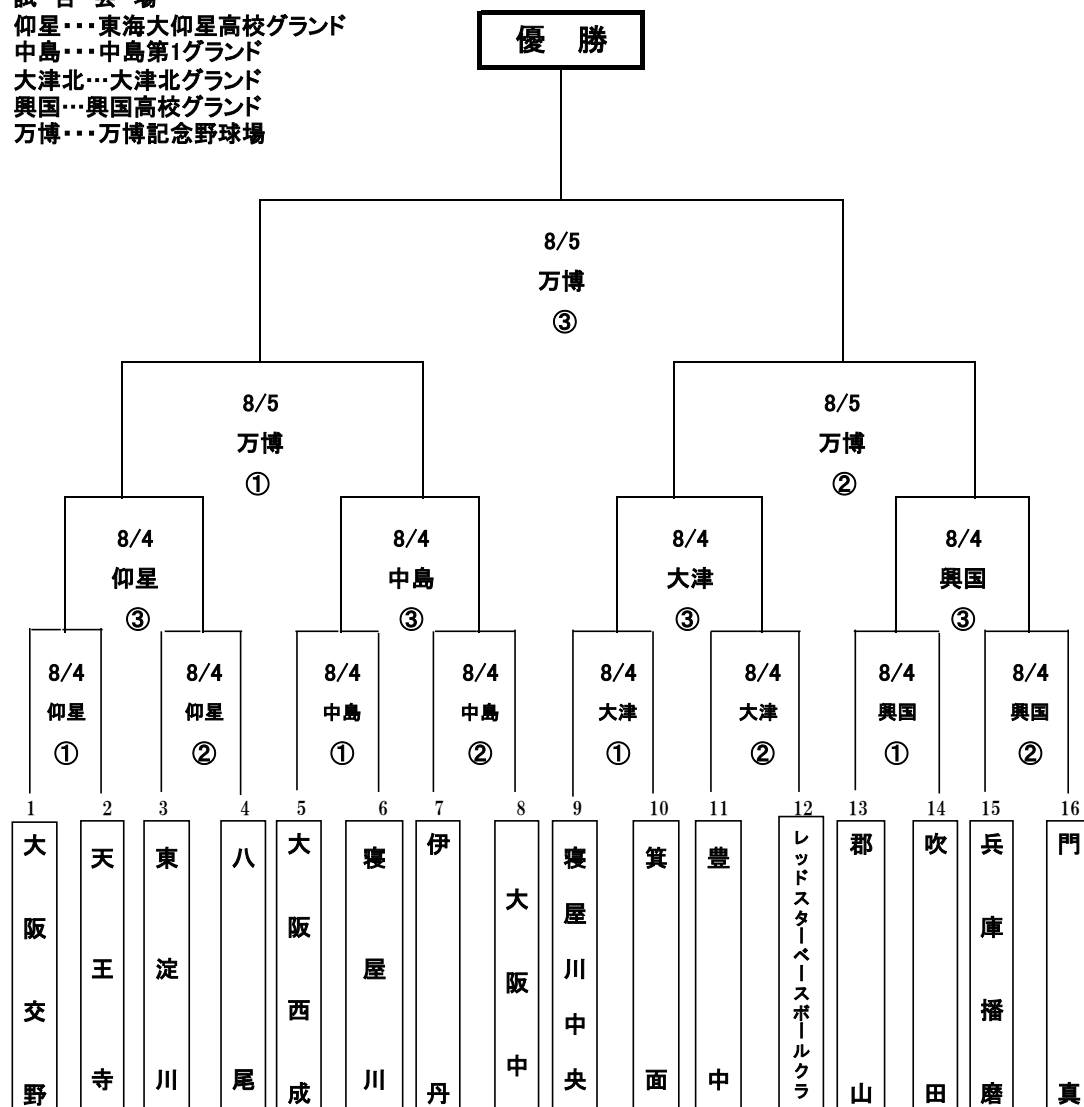 試 合 会 場
仰星･･･東海大仰星高校グランド
中島･･･中島第1グランド
大津北…大津北グランド
興国…興国高校グランド
万博･･･万博記念野球場
優 勝
8/5
万博
③
8/5
万博
①
8/5
万博
②
8/4
仰星
③
8/4
中島
③
8/4
大津
③
8/4
興国
③
8/4
仰星
①
8/4
仰星
②
8/4
中島
①
8/4
中島
②
8/4
大津
①
8/4
大津
②
8/4
興国
①
8/4
興国
②
1
2
3
4
5
6
7
8
9
10
11
12
13
14
15
16
大阪交野
天王寺
東淀川
八尾
大阪西成
寝屋川
伊丹
大阪中
寝屋川中央
箕面
豊中
レッドスターベースボールクラ
郡山
吹田
兵庫播磨
門真